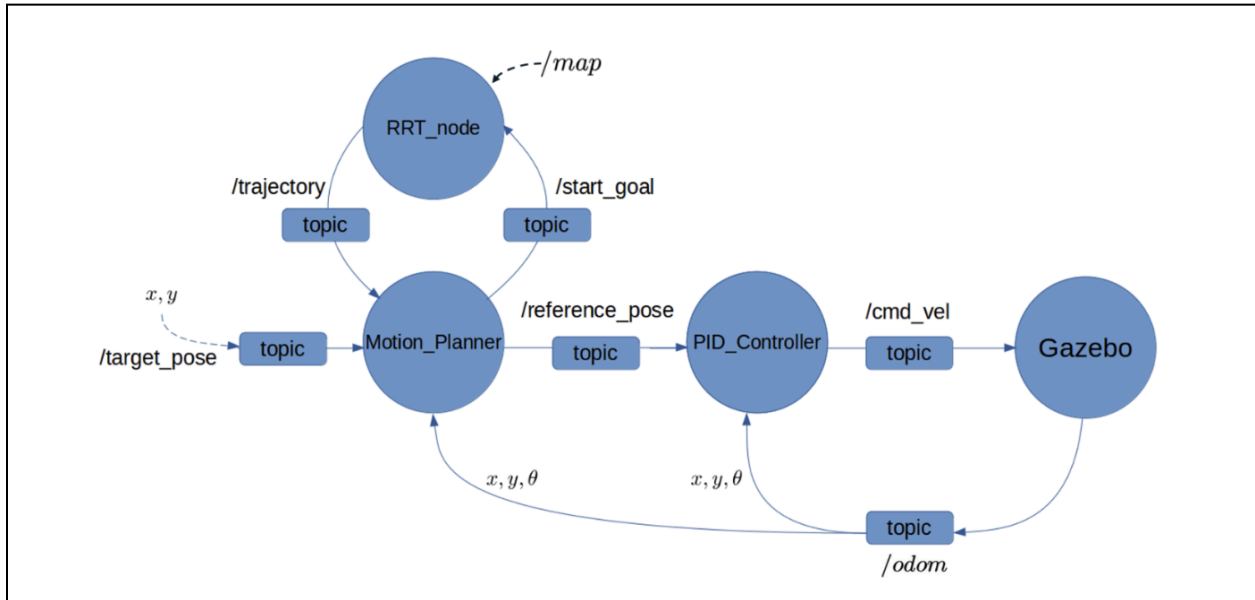 /map
RRT_node
/trajectory
/start_goal
topic
topic
x, y
/reference_pose
/cmd_vel
/target_pose
topic
Motion_Planner
topic
PID_Controller
topic
Gazebo
x, y, θ
x, y, θ
topic
/odom